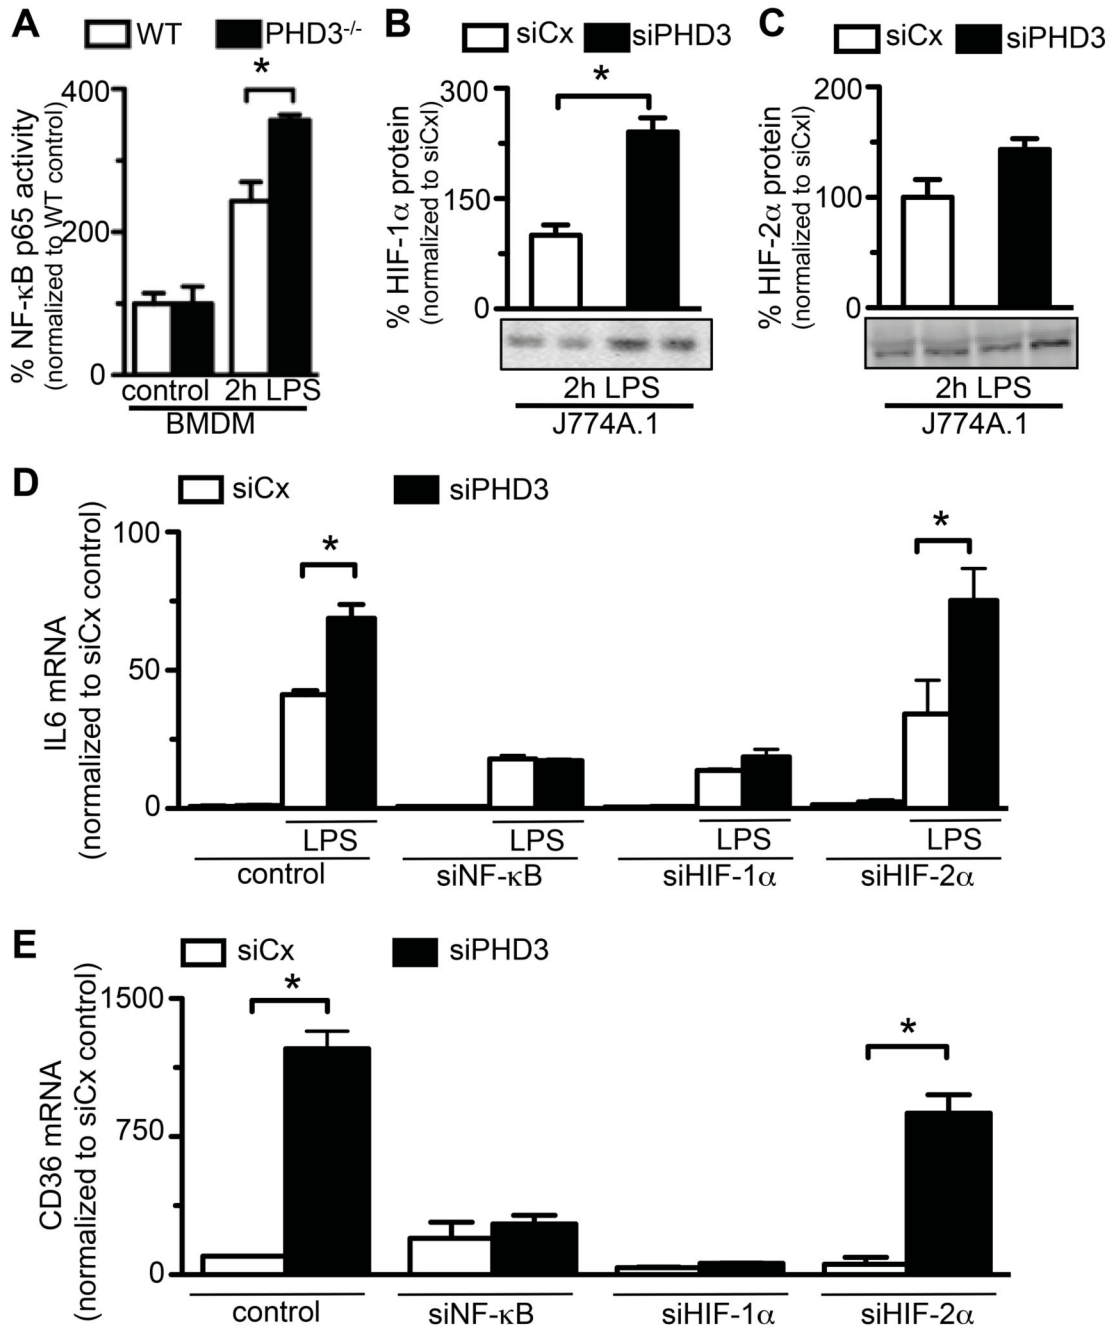 A WT PHD3-/-
*
% NF-κB p65 activity
(normalized to WT control)
400
200
0
control 2h LPS
BMDM
B siCx siPHD3
*
% HIF-1α protein
(normalized to siCxl)
300
150
0
2h LPS
J774A.1
C siCx siPHD3
% HIF-2α protein
(normalized to siCxl)
200
100
0
2h LPS
J774A.1
D siCx siPHD3
IL6 mRNA
(normalized to siCx control)
100
50
0
* *
LPS LPS LPS LPS
control siNF-κB siHIF-1α siHIF-2α
E siCx siPHD3
CD36 mRNA
(normalized to siCx control)
1500
750
0
* *
control siNF-κB siHIF-1α siHIF-2α